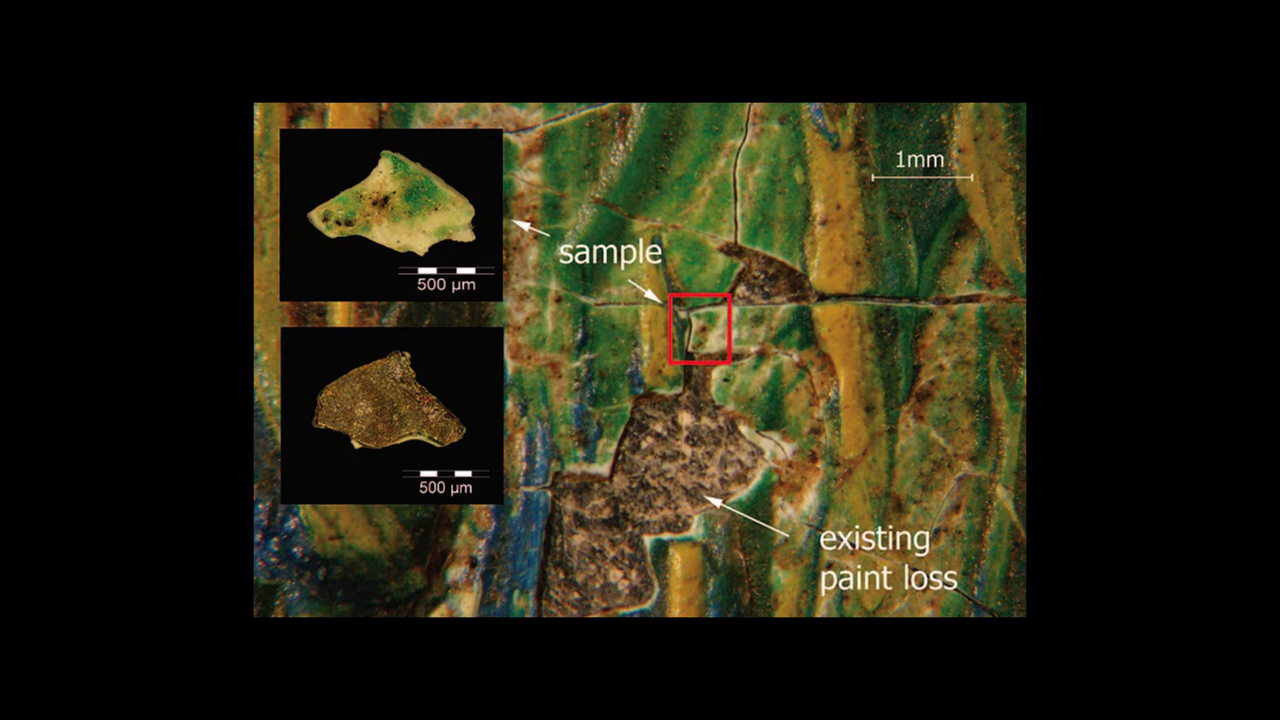 1mm
sample
500 µm
500 µm
existing
paint loss